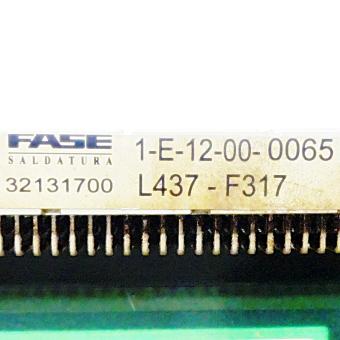 FASE 1-E-12-00-0065
SALDATURA
32131700 L437 - F317